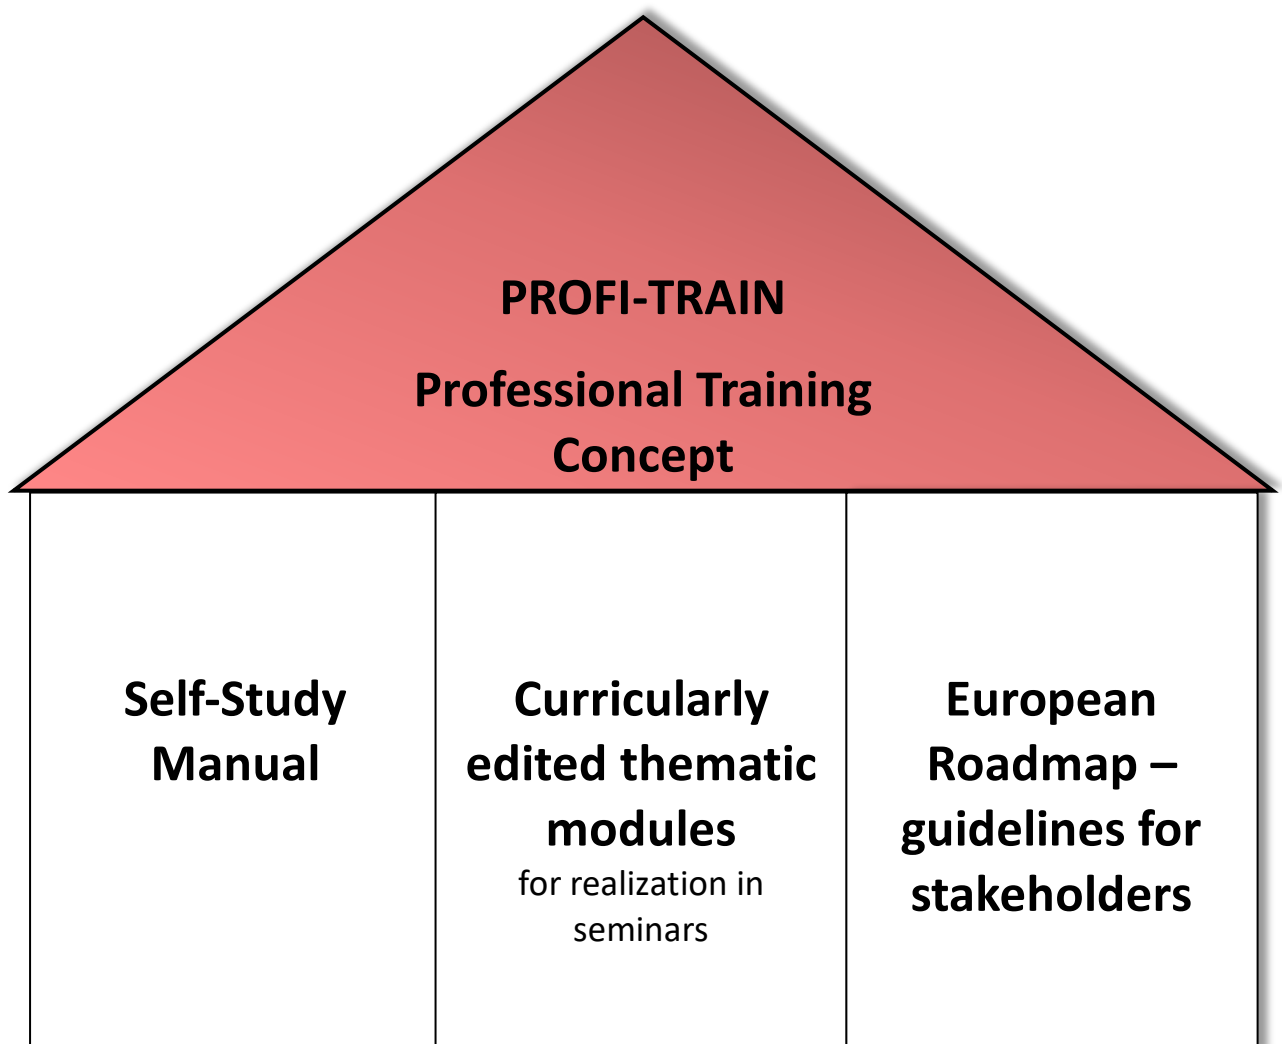 PROFI-TRAIN
Professional Training
Concept
Self-Study
Manual
Curricularly
edited thematic
modules
for realization in
seminars
European
Roadmap –
guidelines for
stakeholders